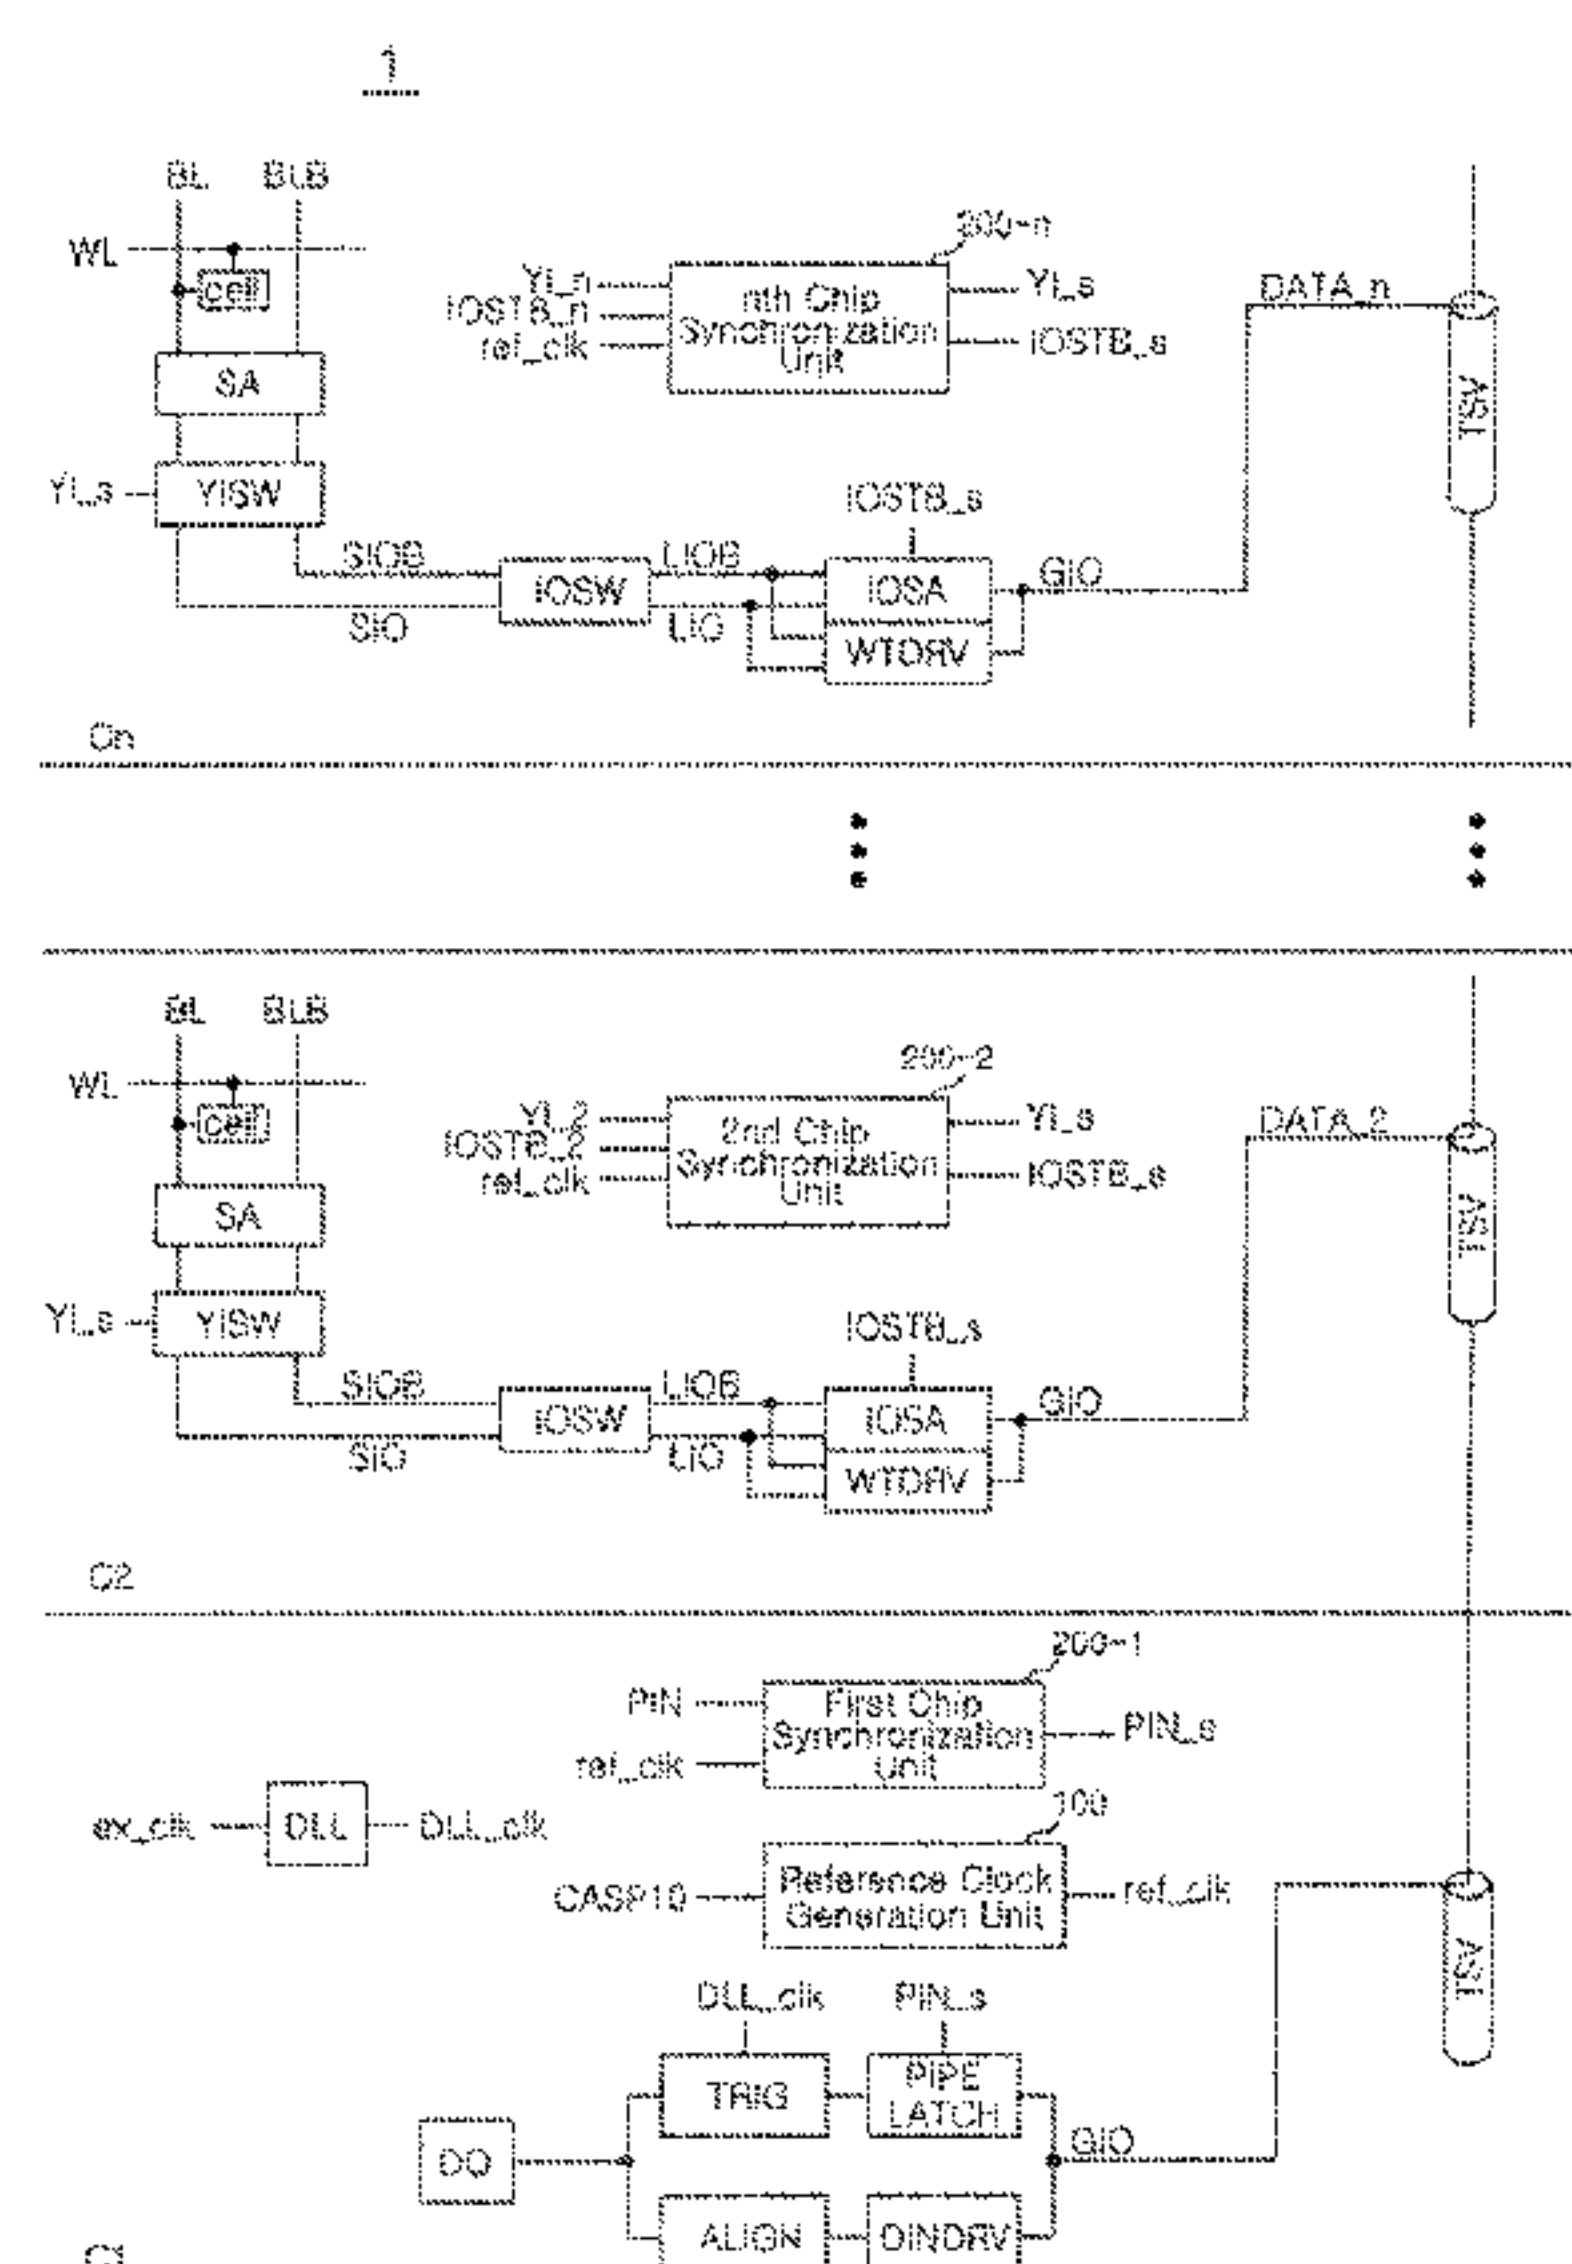 1
BL BLB
WL
cell
200-n
YI_n
IOSTB_n
ref_clk
nth Chip
Synchronization
Unit
YI_s
IOSTB_s
DATA_n
SA
TSV
YI_s
YISW
IOSTB_s
SIOB
LIOB
GIO
IOSW
IOSA
SIO
LIO
WTDRV
Cn
BL BLB
WL
cell
200-2
YI_2
IOSTB_2
ref_clk
2nd Chip
Synchronization
Unit
YI_s
IOSTB_s
DATA_2
SA
TSV
YI_s
YISW
IOSTB_s
SIOB
LIOB
GIO
IOSW
IOSA
SIO
LIO
WTDRV
C2
200-1
PIN
ref_clk
First Chip
Synchronization
Unit
PIN_s
ex_clk
DLL
DLL_clk
100
CASP10
Reference Clock
Generation Unit
ref_clk
TSV
DLL_clk
PIN_s
TRIG
PIPE
LATCH
DQ
GIO
ALIGN
DINDRV
C1